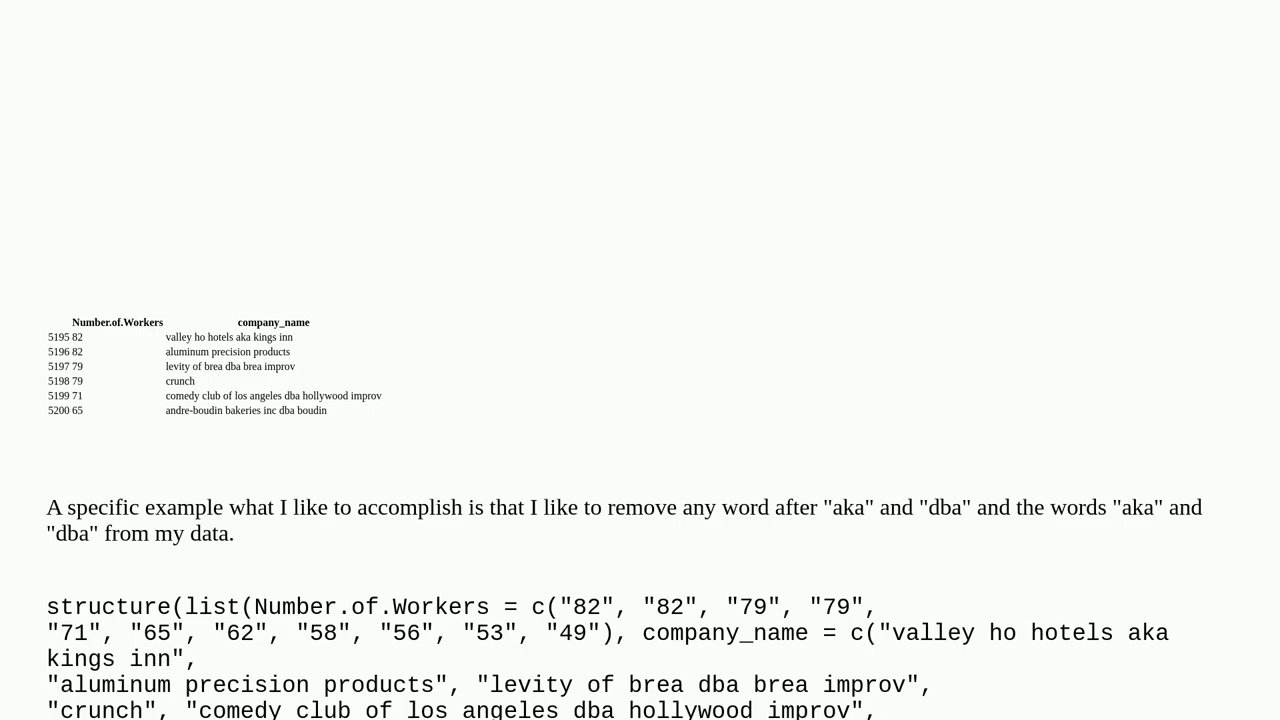 Number.of.Workers company_name
5195 82 valley ho hotels aka kings inn
5196 82 aluminum precision products
5197 79 levity of brea dba brea improv
5198 79 crunch
5199 71 comedy club of los angeles dba hollywood improv
5200 65 andre-boudin bakeries inc dba boudin
A specific example what I like to accomplish is that I like to remove any word after "aka" and "dba" and the words "aka" and
"dba" from my data.
structure(list(Number.of.Workers = c("82", "82", "79", "79",
"71", "65", "62", "58", "56", "53", "49"), company_name = c("valley ho hotels aka
kings inn",
"aluminum precision products", "levity of brea dba brea improv",
"crunch", "comedy club of los angeles dba hollywood improv",